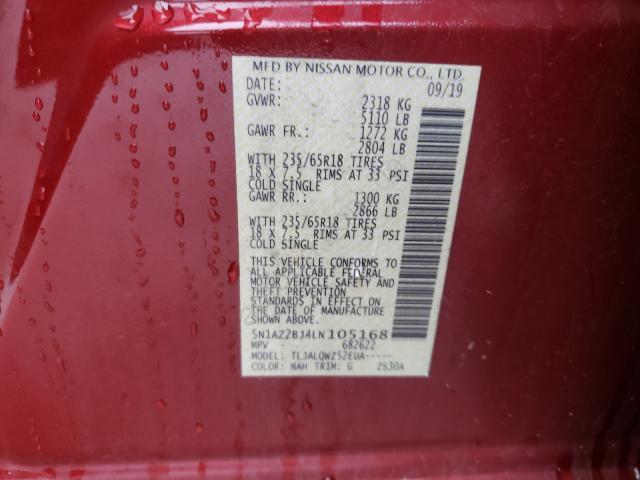 MFD BY NISSAN MOTOR CO., LTD.
DATE: 09/19
GVWR: 2318 KG
5110 LB
GAWR FR.: 1272 KG
2804 LB
WITH 235/65R18 TIRES
18 X 7.5 RIMS AT 33 PSI
COLD SINGLE
GAWR RR.: 1300 KG
2866 LB
WITH 235/65R18 TIRES
18 X 7.5 RIMS AT 33 PSI
COLD SINGLE
THIS VEHICLE CONFORMS TO
ALL APPLICABLE FEDERAL
MOTOR VEHICLE SAFETY AND
THEFT PREVENTION
STANDARDS IN EFFECT ON
THE DATE OF MANUFACTURE
SHOWN ABOVE.
5N1AZ2BJ4LN105168
MPV 682622
MODEL: TLJALQWZ52EUA-----
COLOR: NAH TRIM: G Z530A